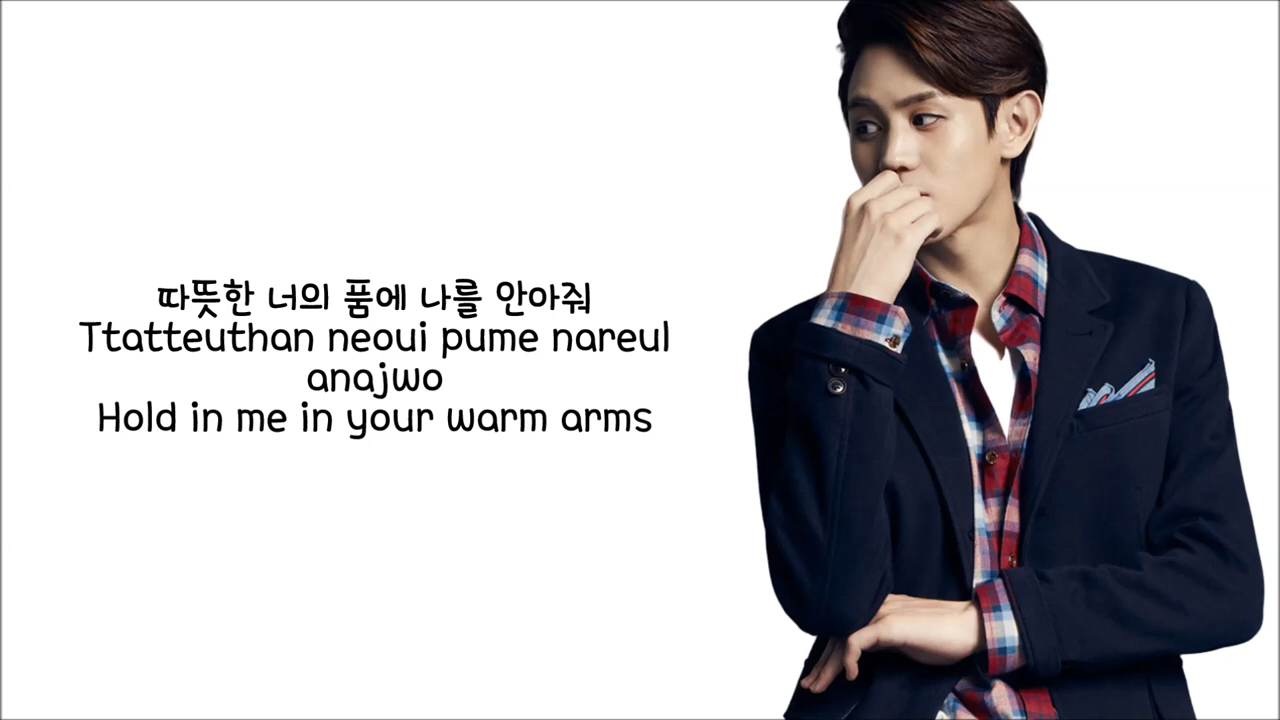 따뜻한 너의 품에 나를 안아줘
Ttatteuthan neoui pume nareul
anajwo
Hold in me in your warm arms